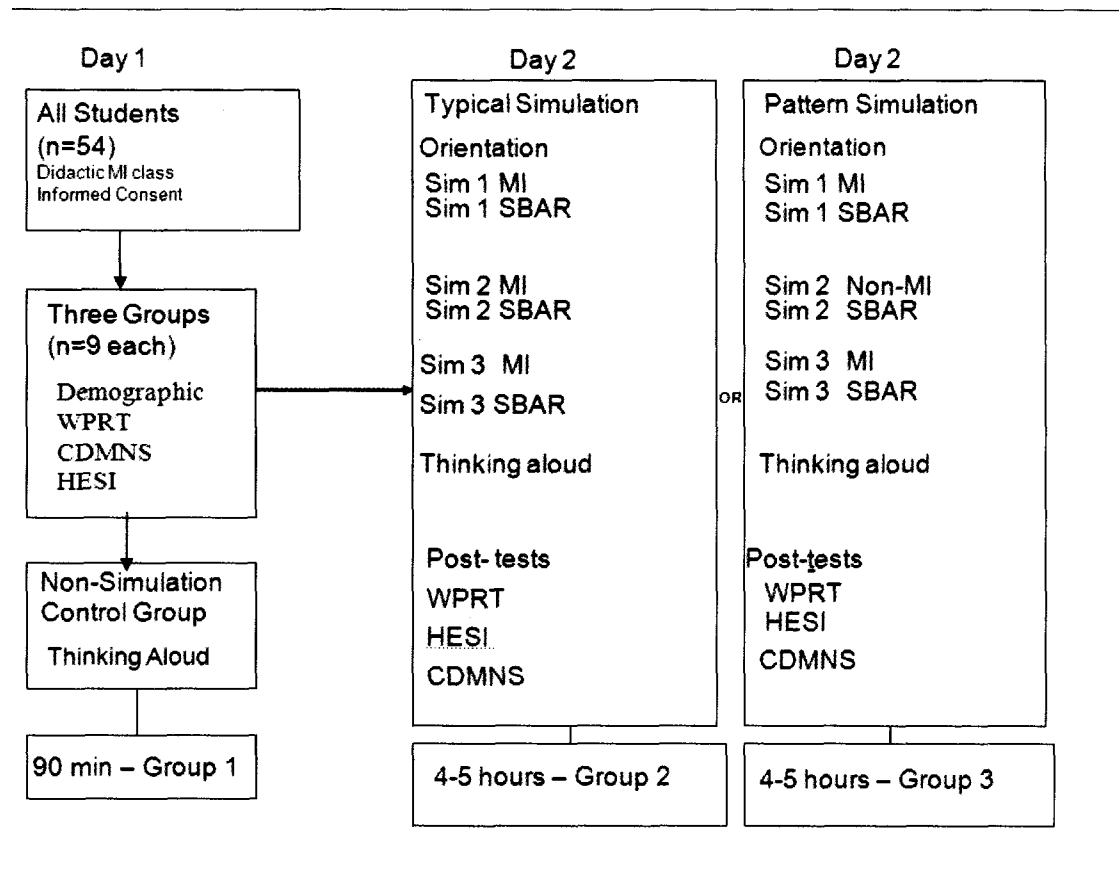 Day 1
All Students
(n=54)
Didactic MI class
Informed Consent
Three Groups
(n=9 each)
Demographic
WPRT
CDMNS
HESI
Non-Simulation
Control Group
Thinking Aloud
90 min – Group 1
Day 2
Typical Simulation
Orientation
Sim 1 MI
Sim 1 SBAR
Sim 2 MI
Sim 2 SBAR
Sim 3 MI
Sim 3 SBAR
Thinking aloud
Post- tests
WPRT
HESI
CDMNS
4-5 hours – Group 2
OR
Day 2
Pattern Simulation
Orientation
Sim 1 MI
Sim 1 SBAR
Sim 2 Non-MI
Sim 2 SBAR
Sim 3 MI
Sim 3 SBAR
Thinking aloud
Post-tests
WPRT
HESI
CDMNS
4-5 hours – Group 3